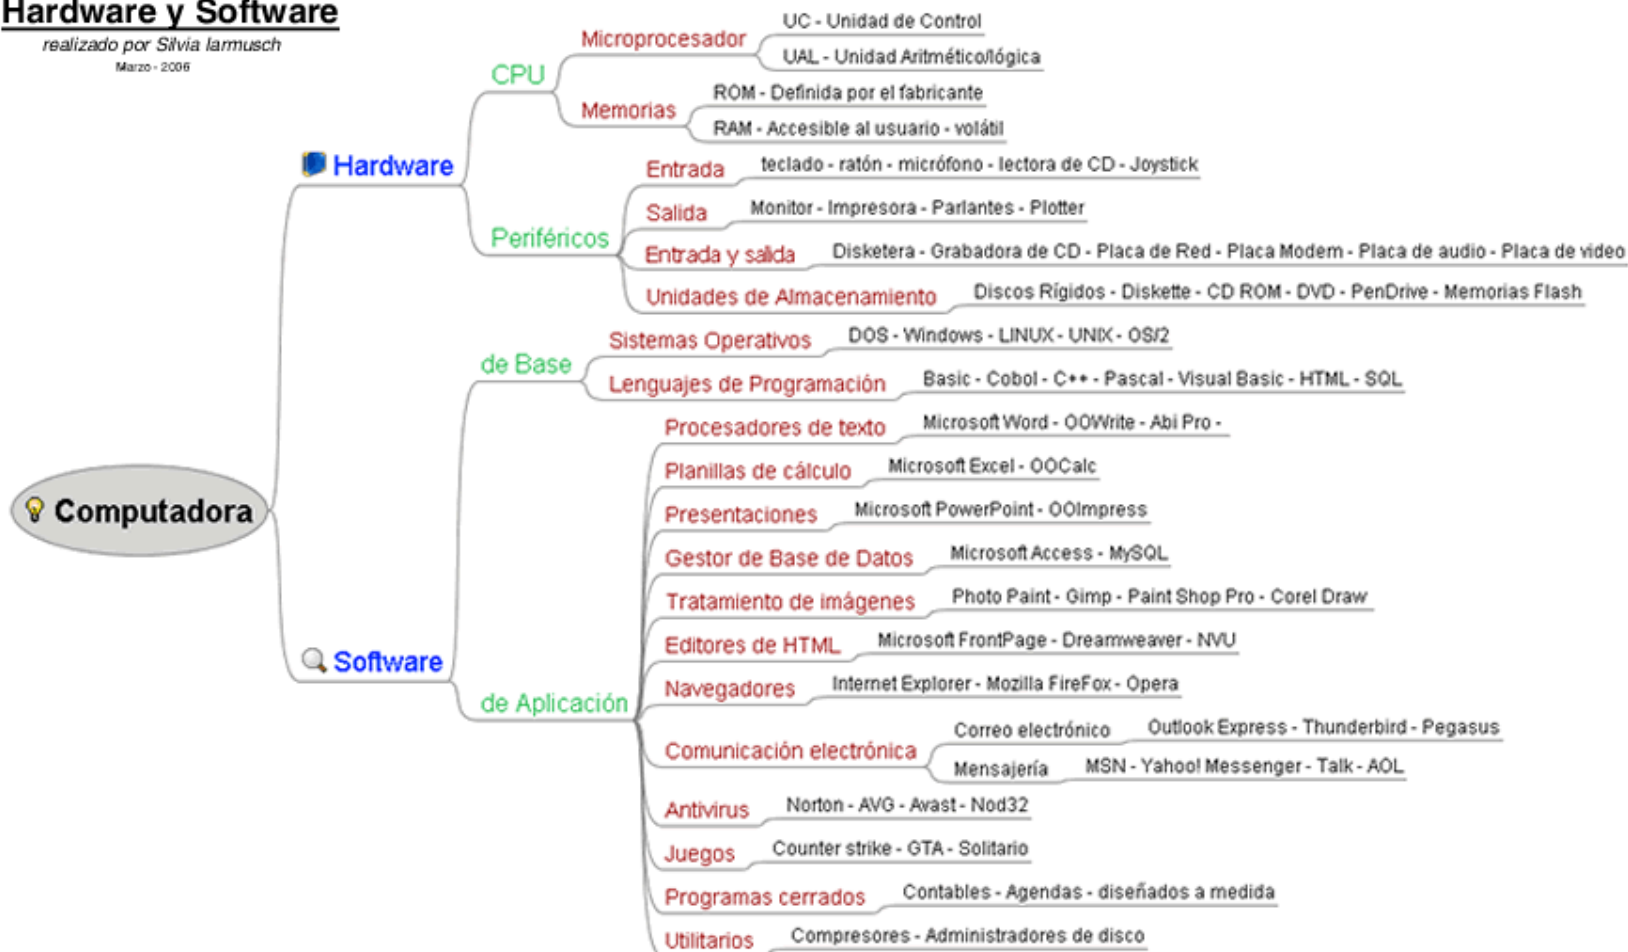 Hardware y Software
realizado por Silvia Iarmusch
Marzo - 2006
Computadora
Hardware
CPU
Microprocesador
UC - Unidad de Control
UAL - Unidad Aritmético/lógica
Memorias
ROM - Definida por el fabricante
RAM - Accesible al usuario - volátil
Periféricos
Entrada
teclado - ratón - micrófono - lectora de CD - Joystick
Salida
Monitor - Impresora - Parlantes - Plotter
Entrada y salida
Disketera - Grabadora de CD - Placa de Red - Placa Modem - Placa de audio - Placa de video
Unidades de Almacenamiento
Discos Rígidos - Diskette - CD ROM - DVD - PenDrive - Memorias Flash
Software
de Base
Sistemas Operativos
DOS - Windows - LINUX - UNIX - OS/2
Lenguajes de Programación
Basic - Cobol - C++ - Pascal - Visual Basic - HTML - SQL
de Aplicación
Procesadores de texto
Microsoft Word - OOWrite - Abi Pro -
Planillas de cálculo
Microsoft Excel - OOCalc
Presentaciones
Microsoft PowerPoint - OOImpress
Gestor de Base de Datos
Microsoft Access - MySQL
Tratamiento de imágenes
Photo Paint - Gimp - Paint Shop Pro - Corel Draw
Editores de HTML
Microsoft FrontPage - Dreamweaver - NVU
Navegadores
Internet Explorer - Mozilla FireFox - Opera
Comunicación electrónica
Correo electrónico
Outlook Express - Thunderbird - Pegasus
Mensajería
MSN - Yahoo! Messenger - Talk - AOL
Antivirus
Norton - AVG - Avast - Nod32
Juegos
Counter strike - GTA - Solitario
Programas cerrados
Contables - Agendas - diseñados a medida
Utilitarios
Compresores - Administradores de disco